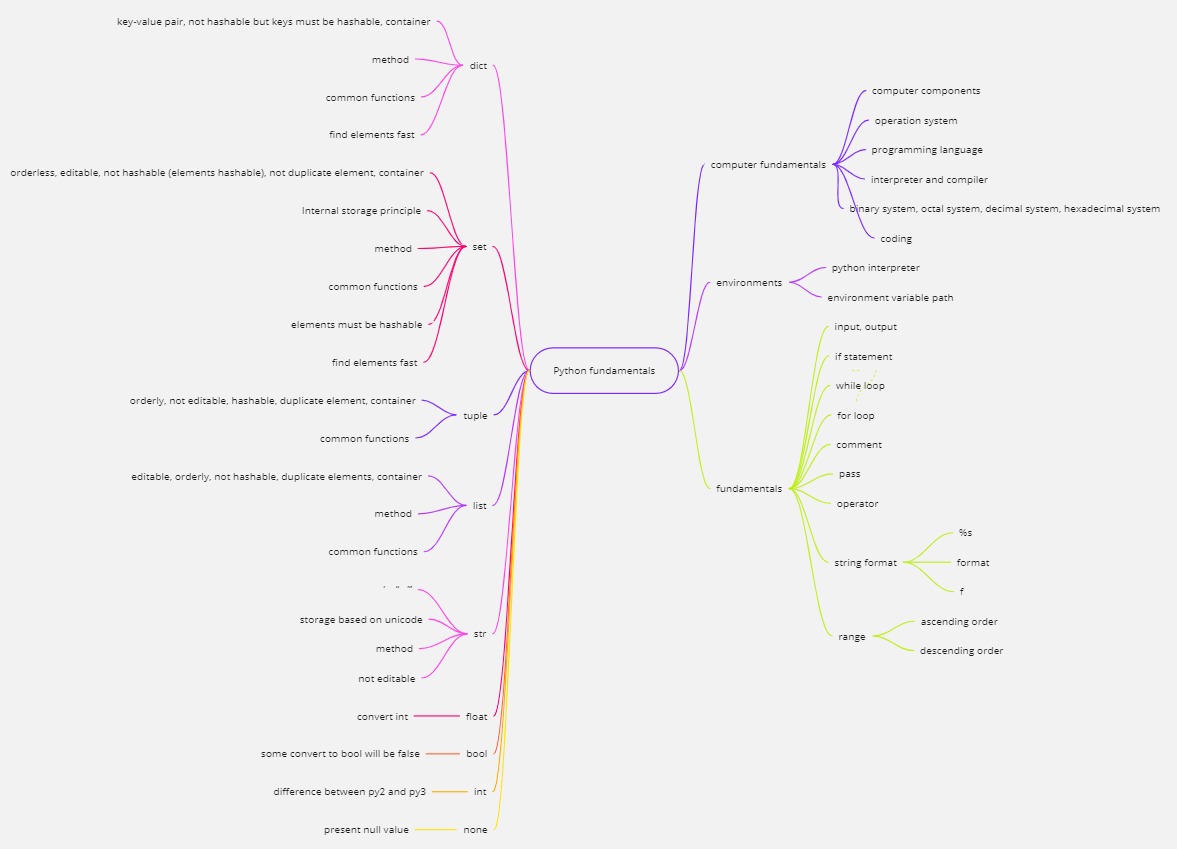 Python fundamentals
dict
key-value pair, not hashable but keys must be hashable, container
method
common functions
find elements fast
set
orderless, editable, not hashable (elements hashable), not duplicate element, container
Internal storage principle
method
common functions
elements must be hashable
find elements fast
tuple
orderly, not editable, hashable, duplicate element, container
common functions
list
editable, orderly, not hashable, duplicate elements, container
method
common functions
str
storage based on unicode
method
not editable
float
convert int
bool
some convert to bool will be false
int
difference between py2 and py3
none
present null value
computer fundamentals
computer components
operation system
programming language
interpreter and compiler
binary system, octal system, decimal system, hexadecimal system
coding
environments
python interpreter
environment variable path
fundamentals
input, output
if statement
while loop
for loop
comment
pass
operator
string format
%s
format
f
range
ascending order
descending order